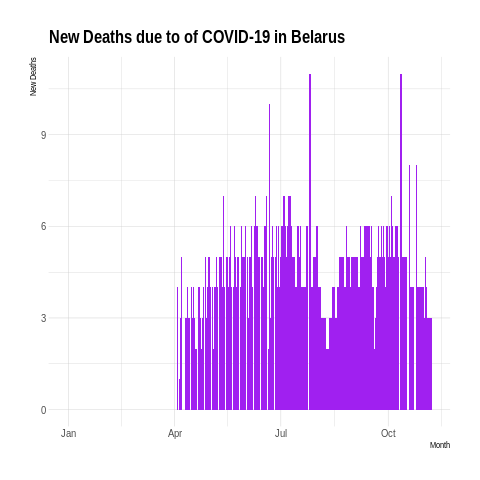 New Deaths due to of COVID-19 in Belarus
New Deaths
9
6
3
0
Jan Apr Jul Oct
Month